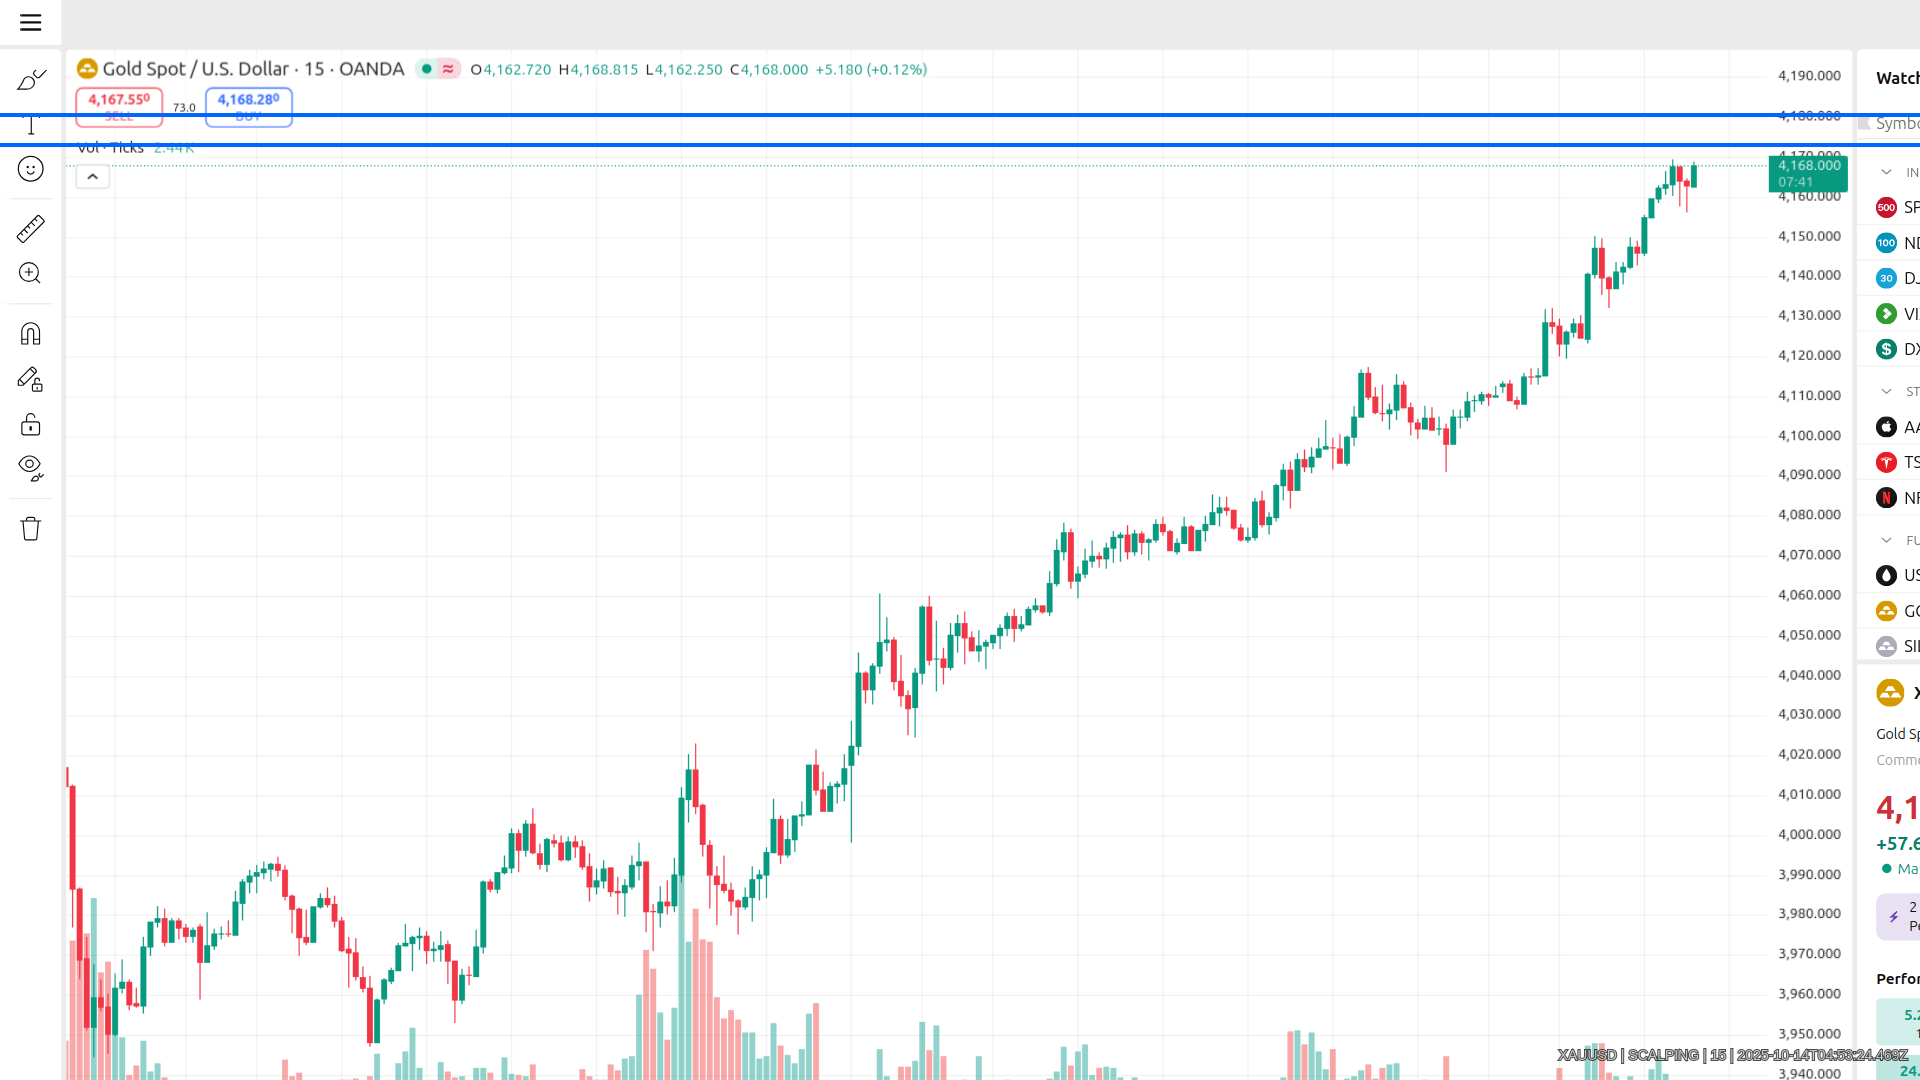 Gold Spot / U.S. Dollar · 15 · OANDA
O4,162.720 H4,168.815 L4,162.250 C4,168.000 +5.180 (+0.12%)
4,167.550
SELL
73.0
4,168.280
BUY
Vol · Ticks 2.44K
4,190.000
4,180.000
4,170.000
4,168.000
07:41
4,160.000
4,150.000
4,140.000
4,130.000
4,120.000
4,110.000
4,100.000
4,090.000
4,080.000
4,070.000
4,060.000
4,050.000
4,040.000
4,030.000
4,020.000
4,010.000
4,000.000
3,990.000
3,980.000
3,970.000
3,960.000
3,950.000
3,940.000
Watch
Symbo
IN
500 SP
100 ND
30 DJ
VI
$ DX
ST
AA
TS
N NF
FU
US
GO
SIL
X
Gold Sp
Commo
4,1
+57.6
Ma
2
Pe
Perfor
5.2
1
24.
XAUUSD | SCALPING | 15 | 2025-10-14T04:53:24.469Z